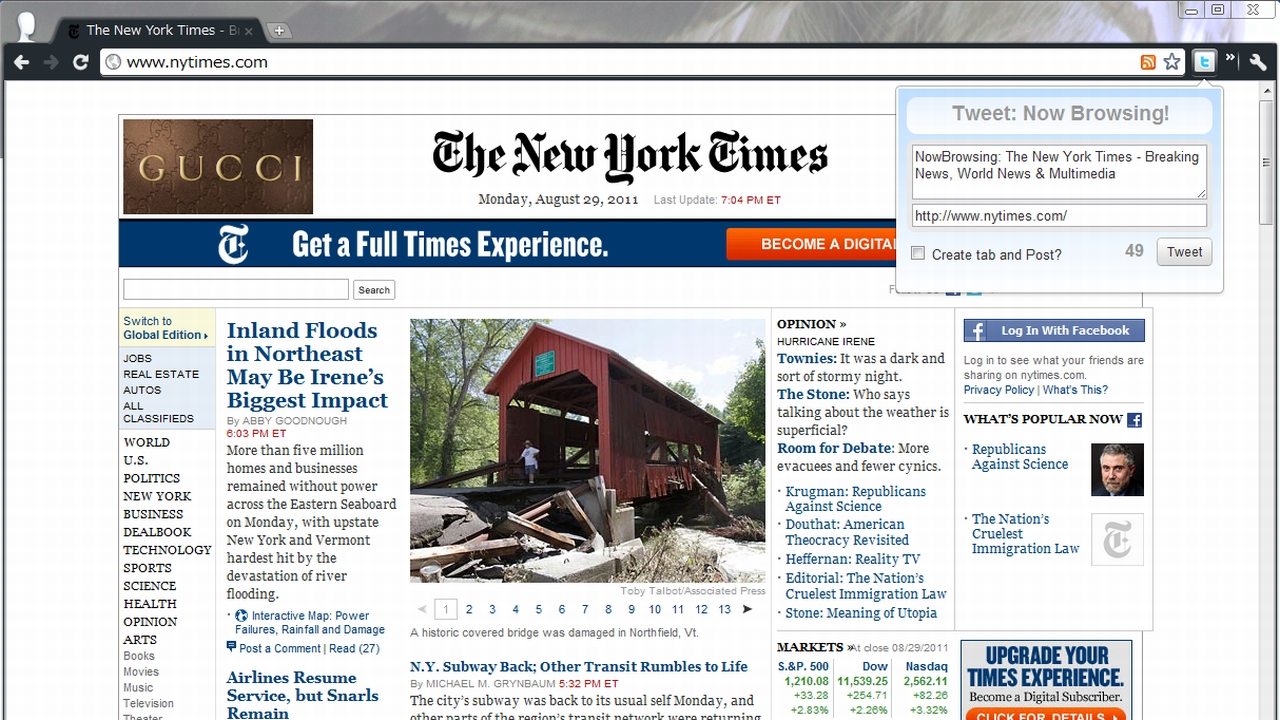 The New York Times - B
www.nytimes.com
Tweet: Now Browsing!
NowBrowsing: The New York Times - Breaking
News, World News & Multimedia
http://www.nytimes.com/
Create tab and Post?
49
Tweet
GUCCI
The New York Times
Monday, August 29, 2011
Last Update: 7:04 PM ET
Get a Full Times Experience.
BECOME A DIGITAL
Search
Switch to
Global Edition
JOBS
REAL ESTATE
AUTOS
ALL
CLASSIFIEDS
WORLD
U.S.
POLITICS
NEW YORK
BUSINESS
DEALBOOK
TECHNOLOGY
SPORTS
SCIENCE
HEALTH
OPINION
ARTS
Books
Movies
Music
Television
Theater
Inland Floods
in Northeast
May Be Irene's
Biggest Impact
By ABBY GOODNOUGH
6:03 PM ET
More than five million
homes and businesses
remained without power
across the Eastern Seaboard
on Monday, with upstate
New York and Vermont
hardest hit by the
devastation of river
flooding.
Interactive Map: Power
Failures, Rainfall and Damage
Post a Comment | Read (27)
Airlines Resume
Service, but Snarls
Remain
Toby Talbot/Associated Press
1 2 3 4 5 6 7 8 9 10 11 12 13
A historic covered bridge was damaged in Northfield, Vt.
N.Y. Subway Back; Other Transit Rumbles to Life
By MICHAEL M. GRYNBAUM 5:32 PM ET
The city's subway was back to its usual self Monday, and
other parts of the region's transit network were returning
OPINION »
HURRICANE IRENE
Townies: It was a dark and
sort of stormy night.
The Stone: Who says
talking about the weather is
superficial?
Room for Debate: More
evacuees and fewer cynics.
· Krugman: Republicans
Against Science
· Douthat: American
Theocracy Revisited
· Heffernan: Reality TV
· Editorial: The Nation's
Cruelest Immigration Law
· Stone: Meaning of Utopia
MARKETS »
At close 08/29/2011
S.&P. 500 Dow Nasdaq
1,210.08 11,539.25 2,562.11
+33.28 +254.71 +82.26
+2.83% +2.26% +3.32%
Log In With Facebook
Log in to see what your friends are
sharing on nytimes.com.
Privacy Policy | What's This?
WHAT'S POPULAR NOW
· Republicans
Against Science
· The Nation's
Cruelest
Immigration Law
UPGRADE YOUR
TIMES EXPERIENCE.
Become a Digital Subscriber.
CLICK FOR DETAILS